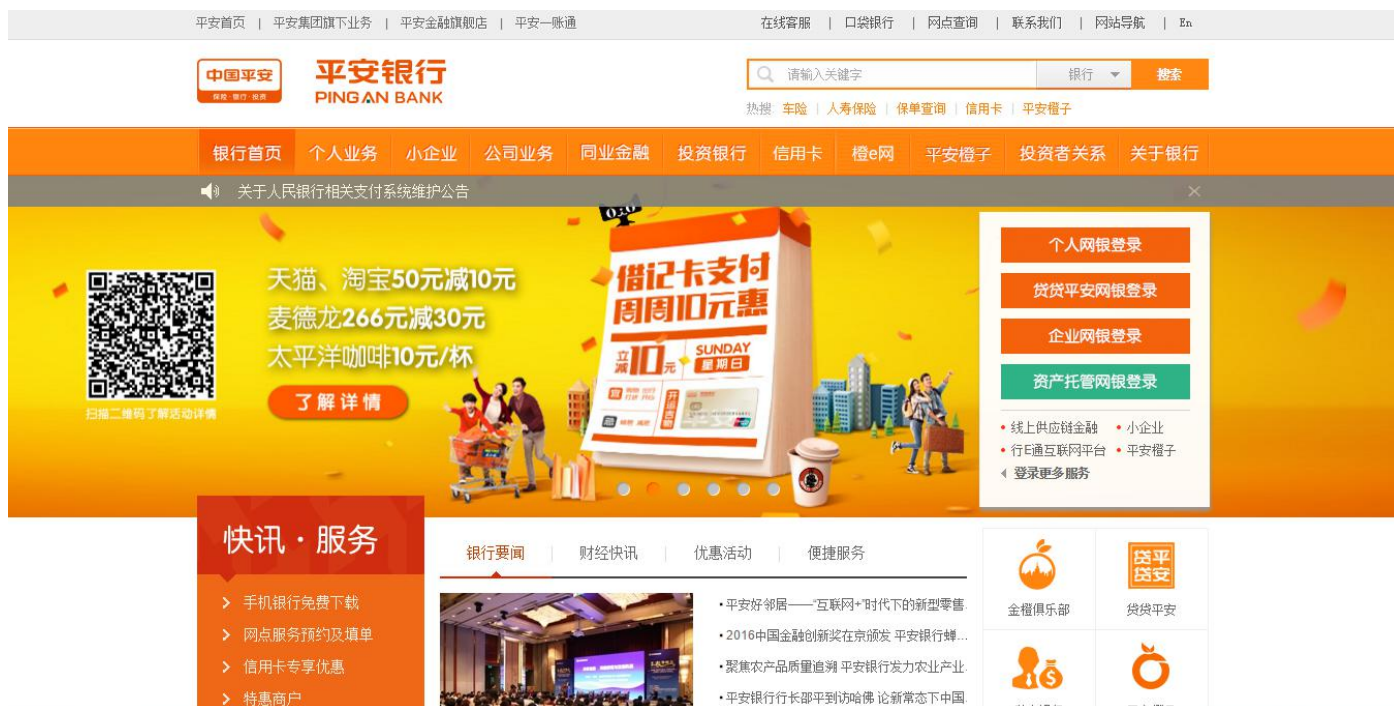 平安首页 | 平安集团旗下业务 | 平安金融旗舰店 | 平安一账通
在线客服 | 口袋银行 | 网点查询 | 联系我们 | 网站导航 | En
中国平安
保险·银行·投资
平安银行
PING AN BANK
请输入关键字
银行
搜索
热搜 车险 | 人寿保险 | 保单查询 | 信用卡 | 平安橙子
银行首页 个人业务 小企业 公司业务 同业金融 投资银行 信用卡 橙e网 平安橙子 投资者关系 关于银行
关于人民银行相关支付系统维护公告
天猫、淘宝50元减10元
麦德龙266元减30元
太平洋咖啡10元/杯
了解详情
扫描二维码了解活动详情
借记卡支付
周周10元惠
立减10元
SUNDAY
星期日
个人网银登录
贷贷平安网银登录
企业网银登录
资产托管网银登录
• 线上供应链金融 • 小企业
• 行E通互联网平台 • 平安橙子
登录更多服务
快讯·服务
手机银行免费下载
网点服务预约及填单
信用卡专享优惠
特惠商户
银行要闻 | 财经快讯 | 优惠活动 | 便捷服务
• 平安好邻居——“互联网+”时代下的新型零售
• 2016中国金融创新奖在京颁发 平安银行蝉...
• 聚焦农产品质量追溯 平安银行发力农业产业
• 平安银行行长邵平到访哈佛 论新常态下中国
金橙俱乐部
贷平
贷安
贷贷平安